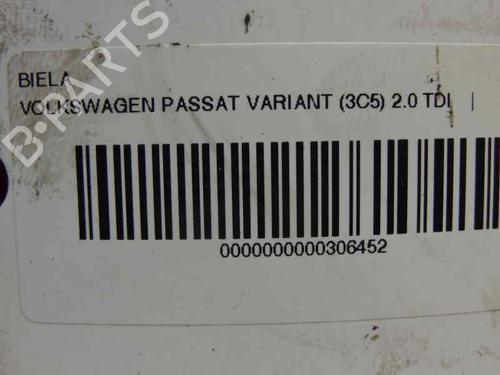 BIELA
VOLKSWAGEN PASSAT VARIANT (3C5) 2.0 TDI |
0000000000306452
B-PARTS